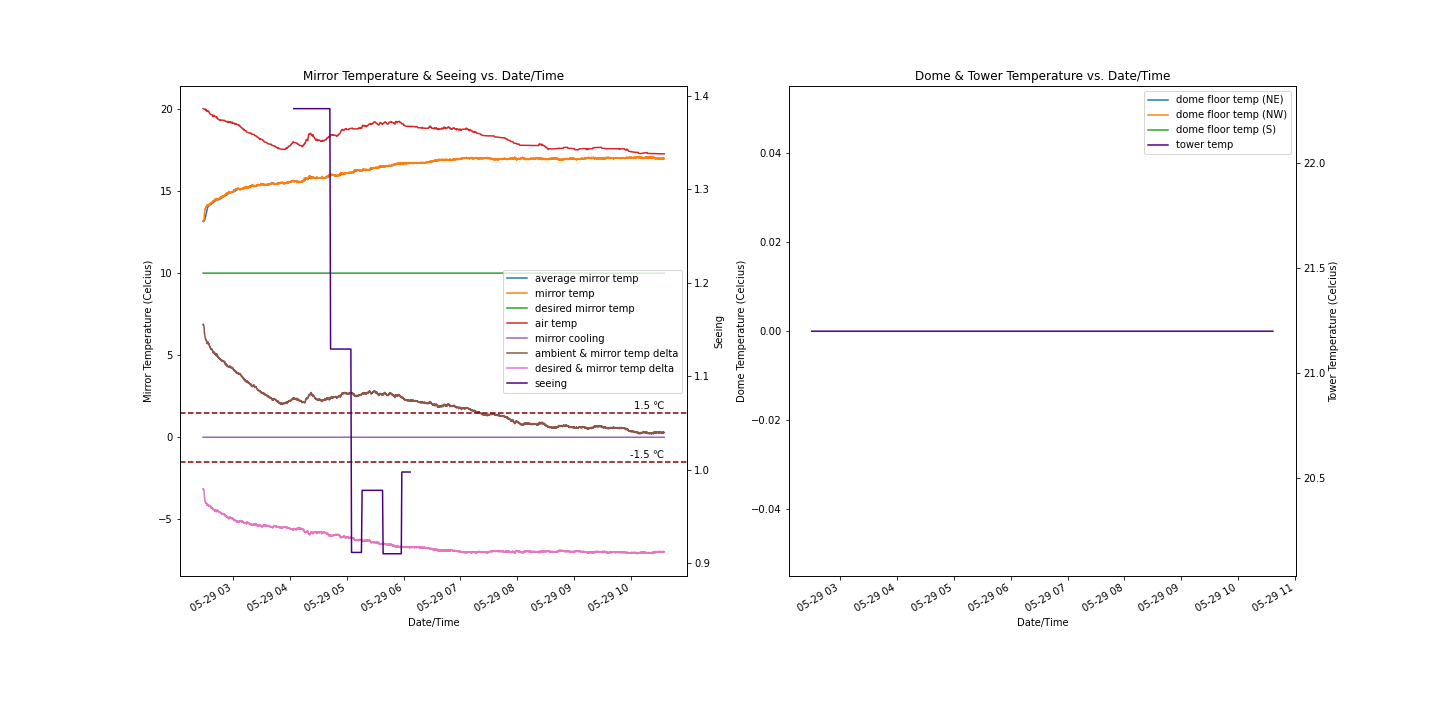 Mirror Temperature & Seeing vs. Date/Time
Mirror Temperature (Celcius)
20
15
10
5
0
−5
1.4
1.3
1.2
1.1
1.0
0.9
Seeing
average mirror temp
mirror temp
desired mirror temp
air temp
mirror cooling
ambient & mirror temp delta
desired & mirror temp delta
seeing
1.5 °C
-1.5 °C
05-29 03
05-29 04
05-29 05
05-29 06
05-29 07
05-29 08
05-29 09
05-29 10
Date/Time
Dome & Tower Temperature vs. Date/Time
Dome Temperature (Celcius)
0.04
0.02
0.00
−0.02
−0.04
dome floor temp (NE)
dome floor temp (NW)
dome floor temp (S)
tower temp
22.0
21.5
21.0
20.5
Tower Temperature (Celcius)
05-29 03
05-29 04
05-29 05
05-29 06
05-29 07
05-29 08
05-29 09
05-29 10
05-29 11
Date/Time